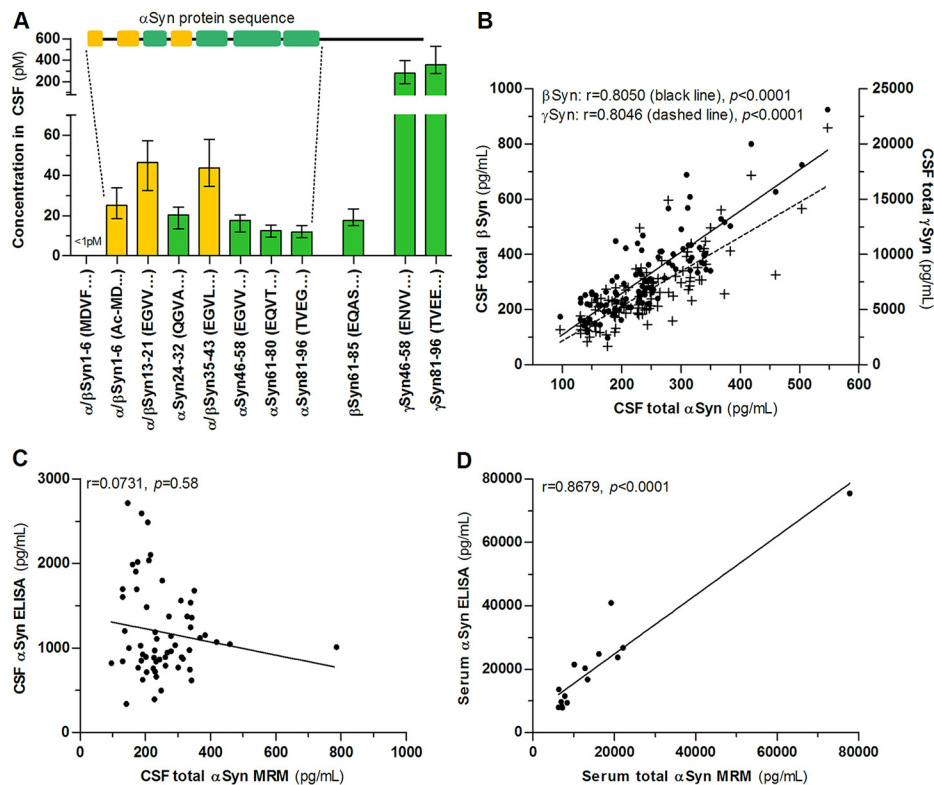 A
αSyn protein sequence
Concentration in CSF (pM)
600
400
200
60
40
20
0
<1pM
α/βSyn1-6 (MDVF…)
α/βSyn1-6 (Ac-MD…)
α/βSyn13-21 (EGVV…)
αSyn24-32 (QGVA…)
α/βSyn35-43 (EGVL…)
αSyn46-58 (EGVV…)
αSyn61-80 (EQVT…)
αSyn81-96 (TVEG…)
βSyn61-85 (EQAS…)
γSyn46-58 (ENVV…)
γSyn81-96 (TVEE…)
B
βSyn: r=0.8050 (black line), p<0.0001
γSyn: r=0.8046 (dashed line), p<0.0001
CSF total β Syn (pg/mL)
1000
800
600
400
200
0
25000
20000
15000
10000
5000
0
CSF total γSyn (pg/mL)
100 200 300 400 500 600
CSF total αSyn (pg/mL)
C
r=0.0731, p=0.58
CSF αSyn ELISA (pg/mL)
3000
2000
1000
0
0 200 400 600 800 1000
CSF total αSyn MRM (pg/mL)
D
r=0.8679, p<0.0001
Serum αSyn ELISA (pg/mL)
80000
60000
40000
20000
0
0 20000 40000 60000 80000
Serum total αSyn MRM (pg/mL)